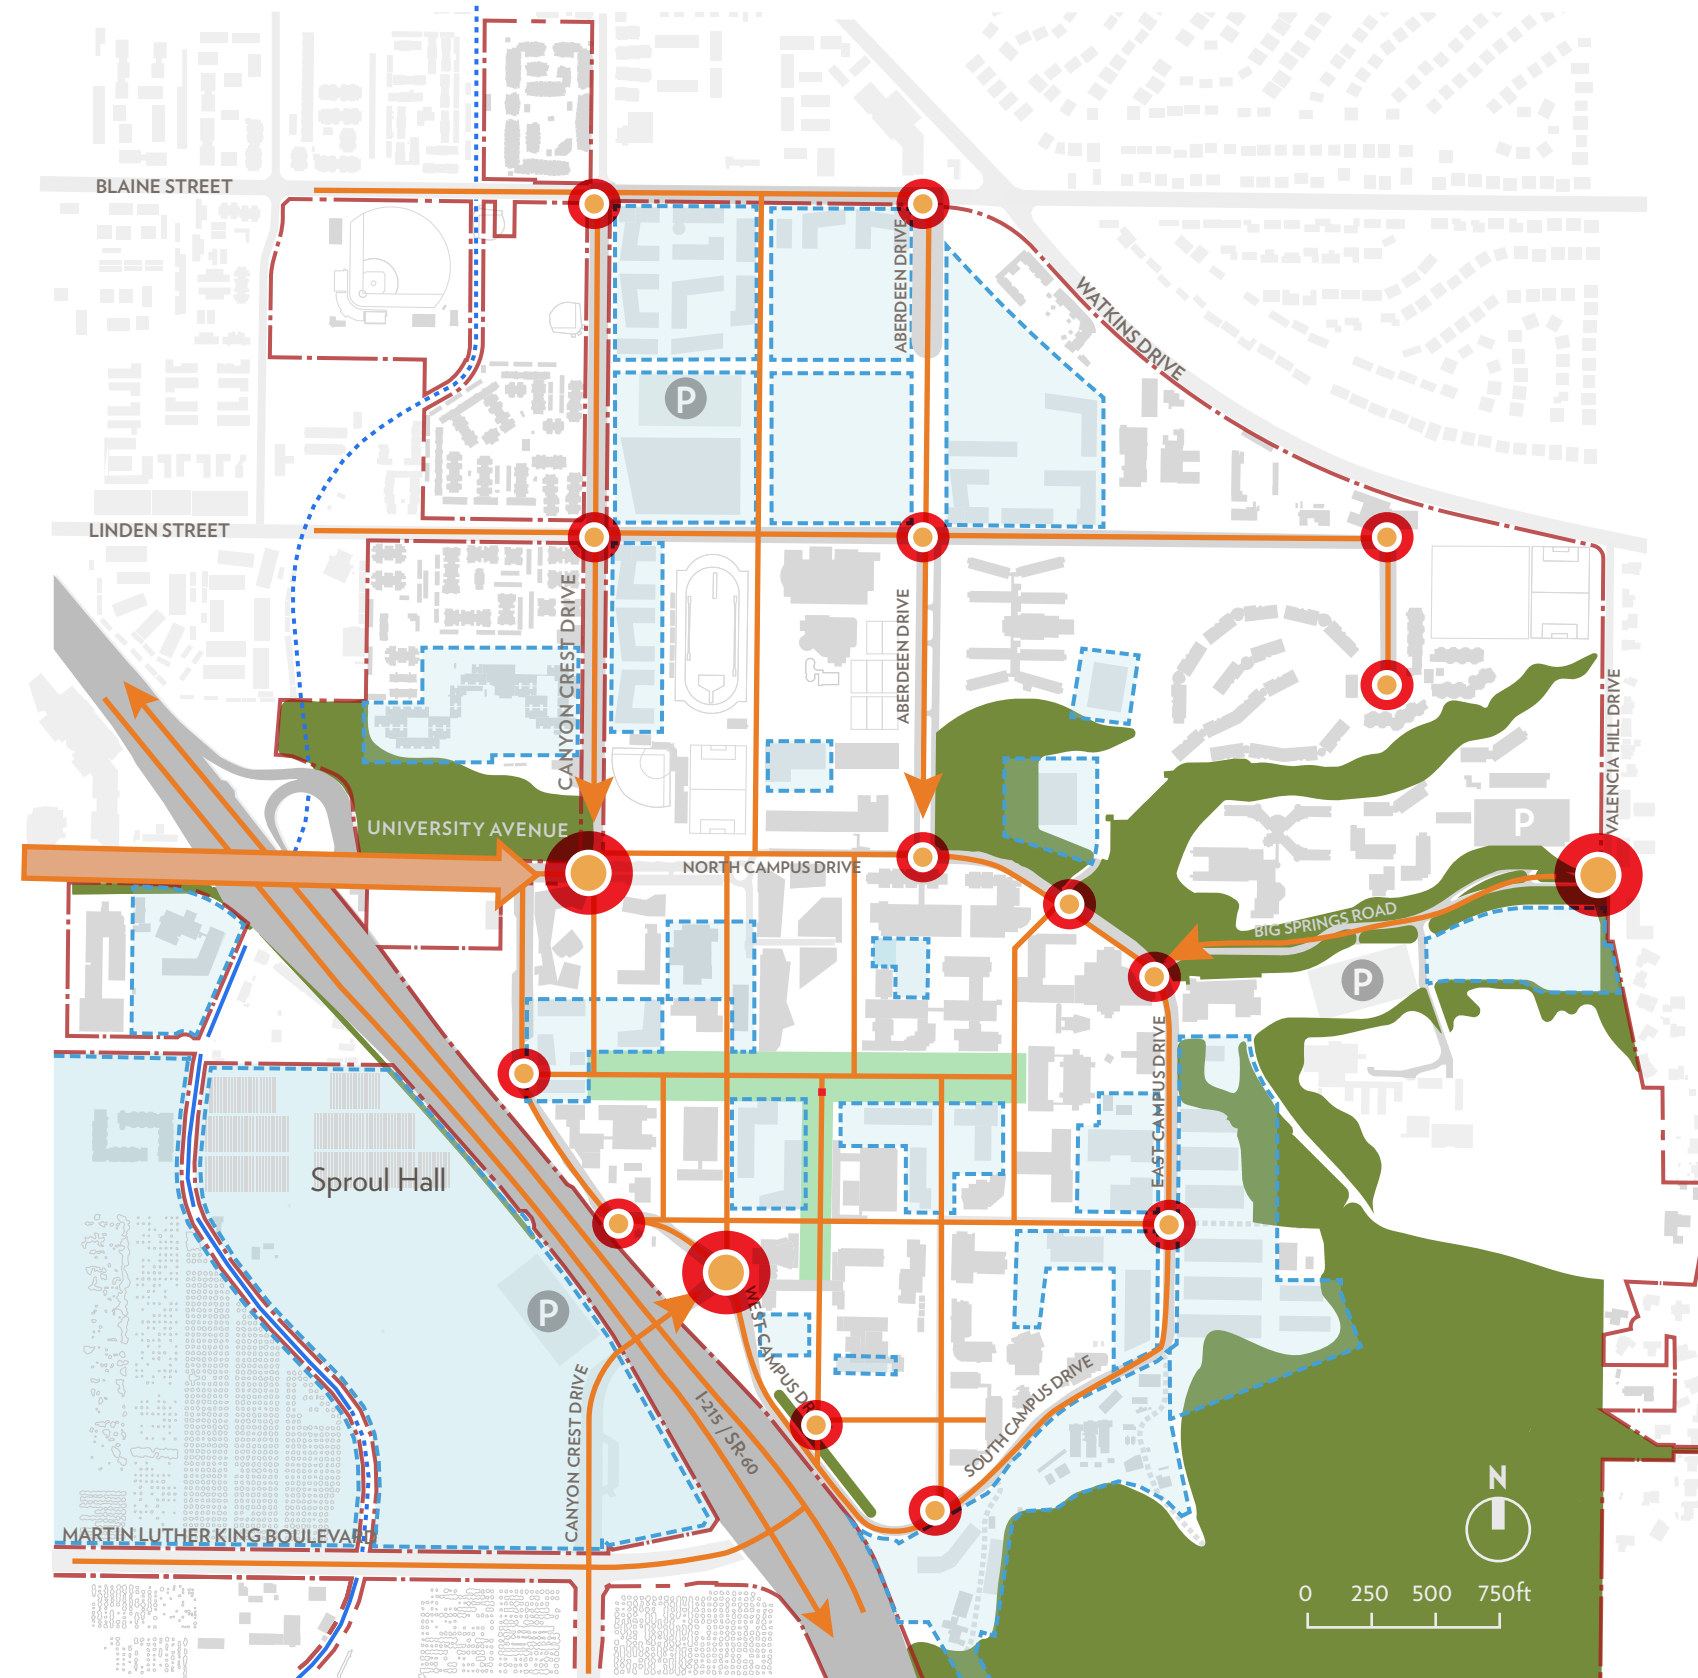 BLAINE STREET
ABERDEEN DRIVE
WATKINS DRIVE
P
LINDEN STREET
CANYON CREST DRIVE
ABERDEEN DRIVE
VALENCIA HILL DRIVE
UNIVERSITY AVENUE
P
NORTH CAMPUS DRIVE
BIG SPRINGS ROAD
P
EAST CAMPUS DRIVE
Sproul Hall
P
WEST CAMPUS DR
CANYON CREST DRIVE
I-215 / SR-60
SOUTH CAMPUS DRIVE
N
MARTIN LUTHER KING BOULEVARD
0 250 500 750ft